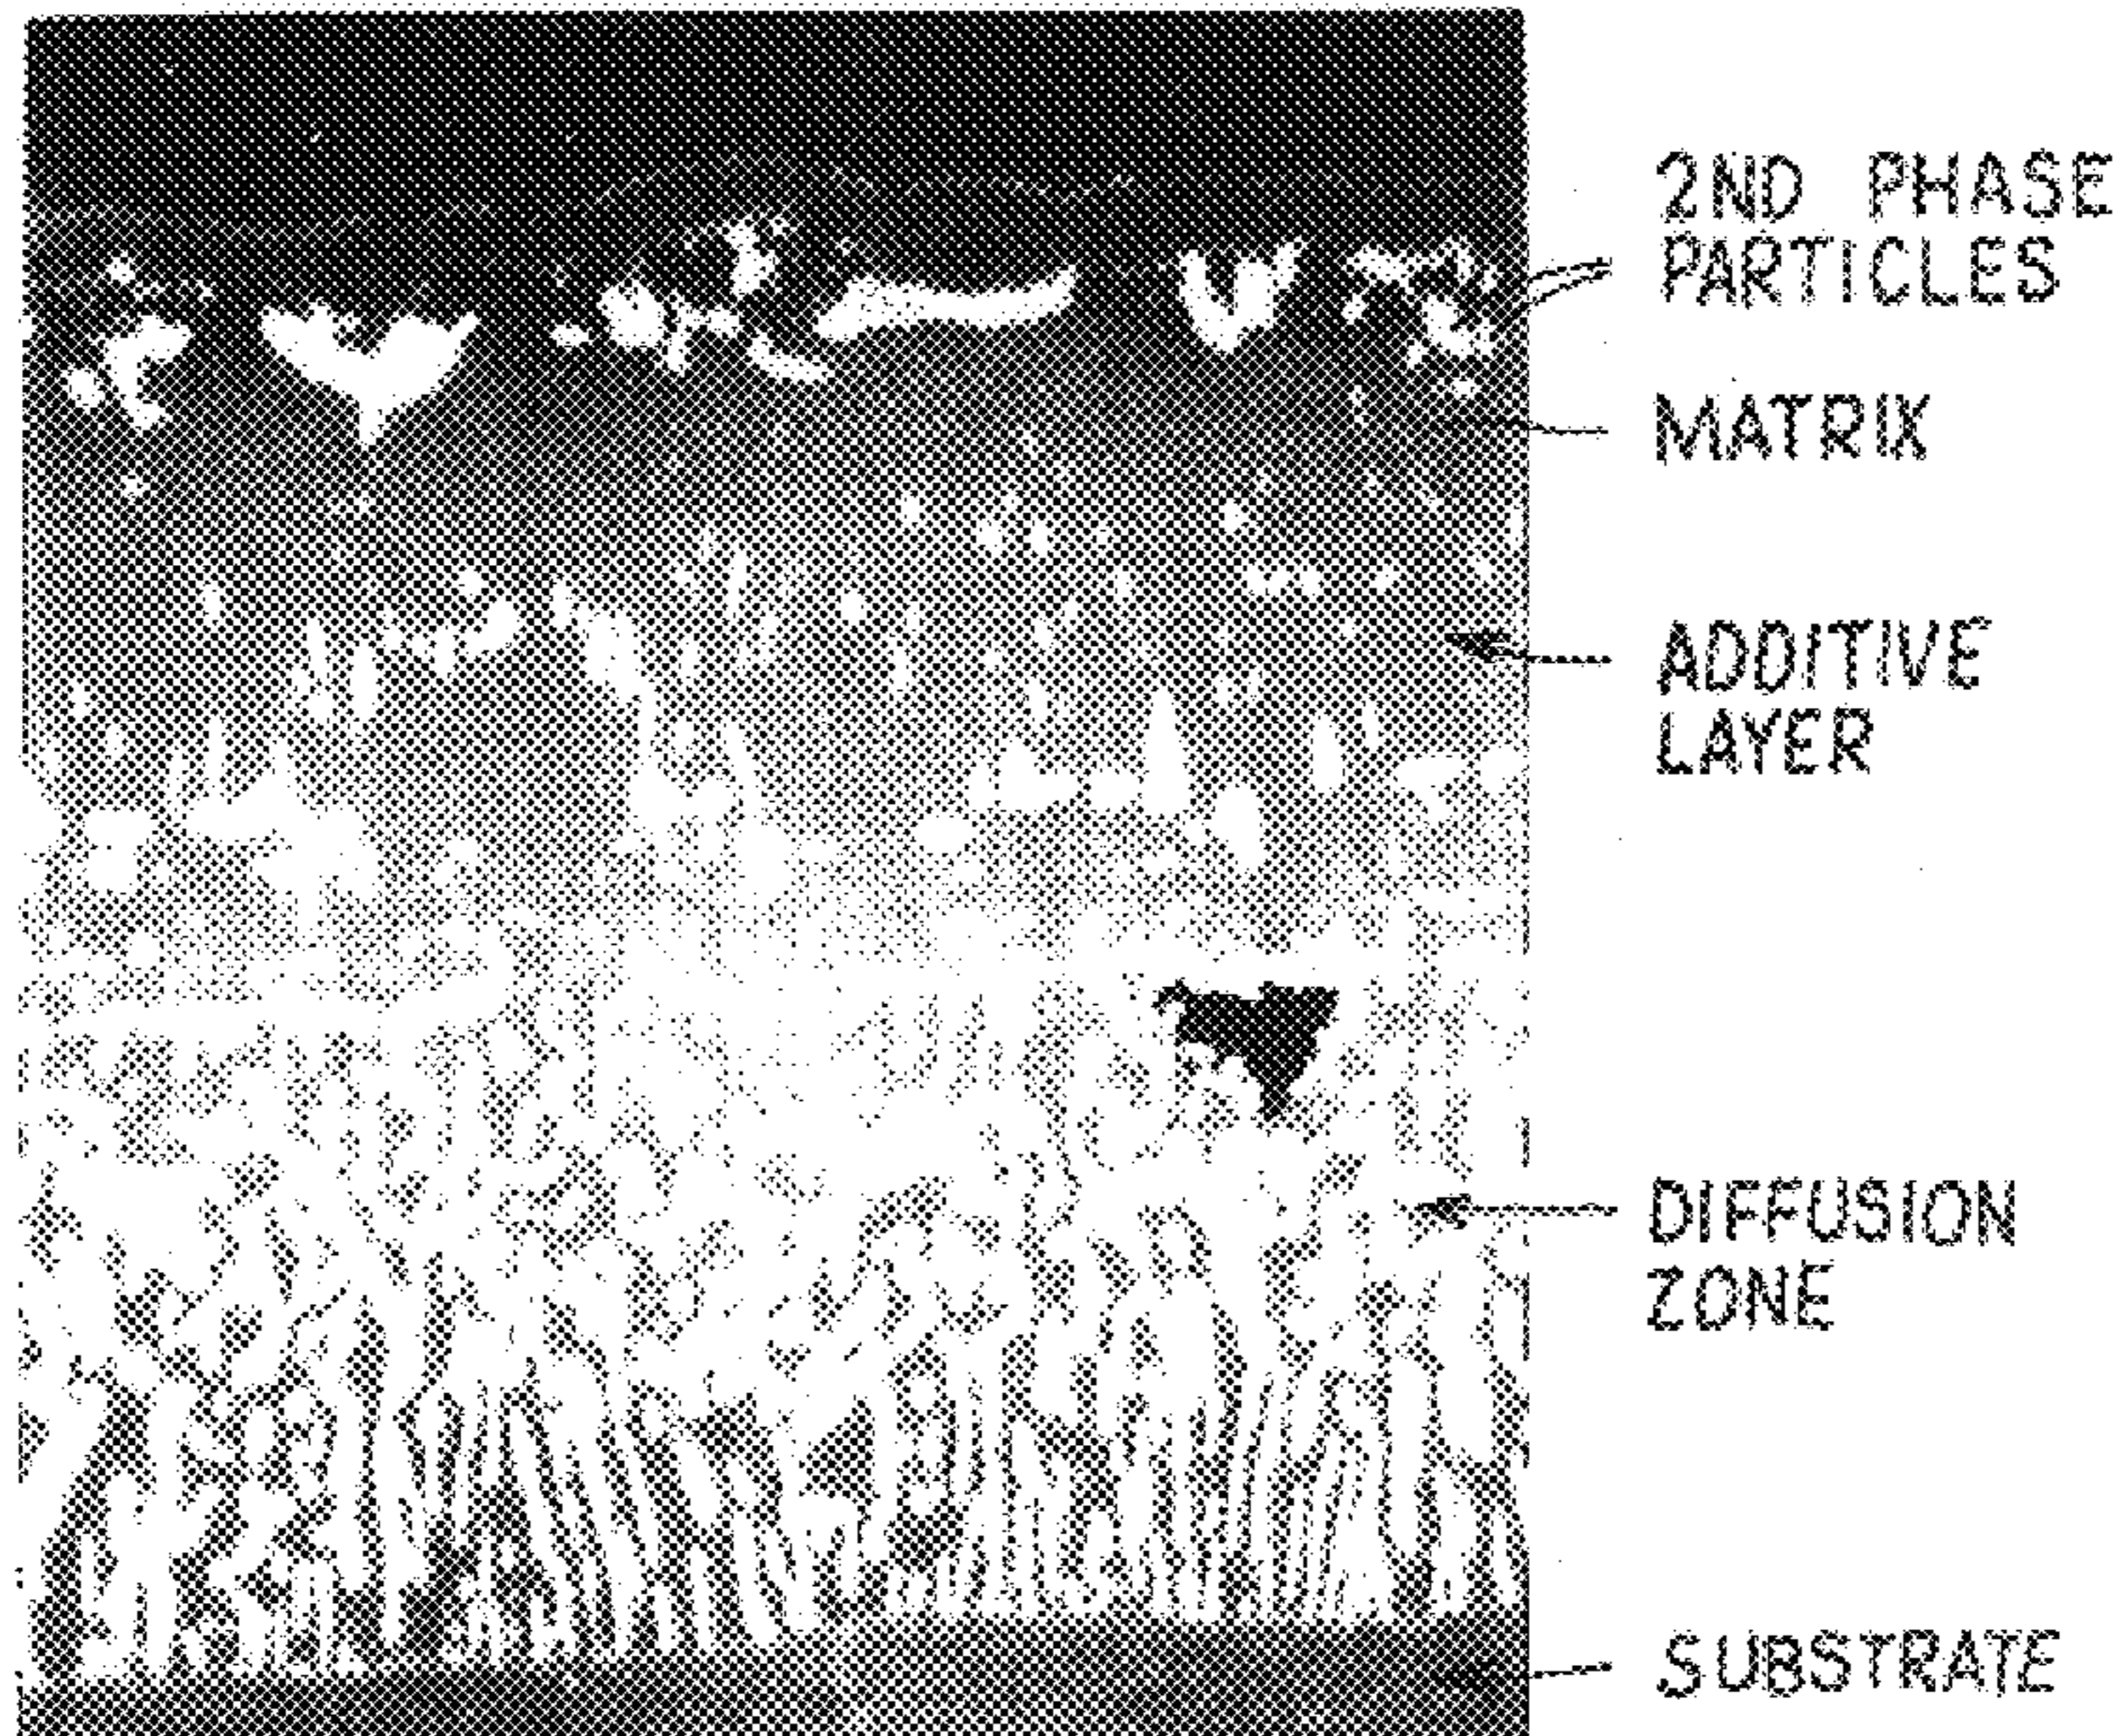 2ND PHASE
PARTICLES
MATRIX
ADDITIVE
LAYER
DIFFUSION
ZONE
SUBSTRATE